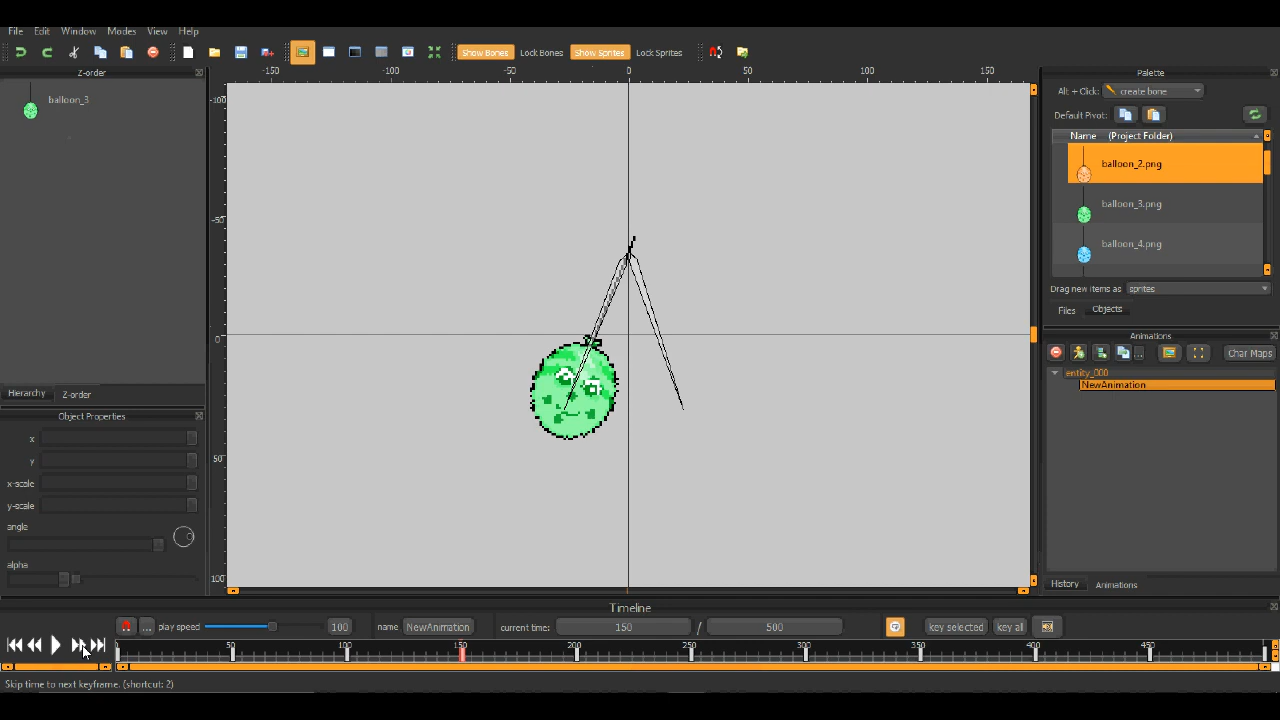 File Edit Window Modes View Help
Show Bones Lock Bones Show Sprites Lock Sprites
Z-order
balloon_3
Hierarchy Z-order
Object Properties
x
y
x-scale
y-scale
angle
alpha
-150 -100 -50 0 50 100 150
-100
-50
0
50
100
Palette
Alt + Click: create bone
Default Pivot:
Name (Project Folder)
balloon_2.png
balloon_3.png
balloon_4.png
Drag new items as sprites
Files Objects
Animations
... Char Maps
entity_000
NewAnimation
History Animations
Timeline
... play speed 100 name NewAnimation current time: 150 / 500 key selected key all
50 100 150 200 250 300 350 400 450
Skip time to next keyframe. (shortcut: 2)